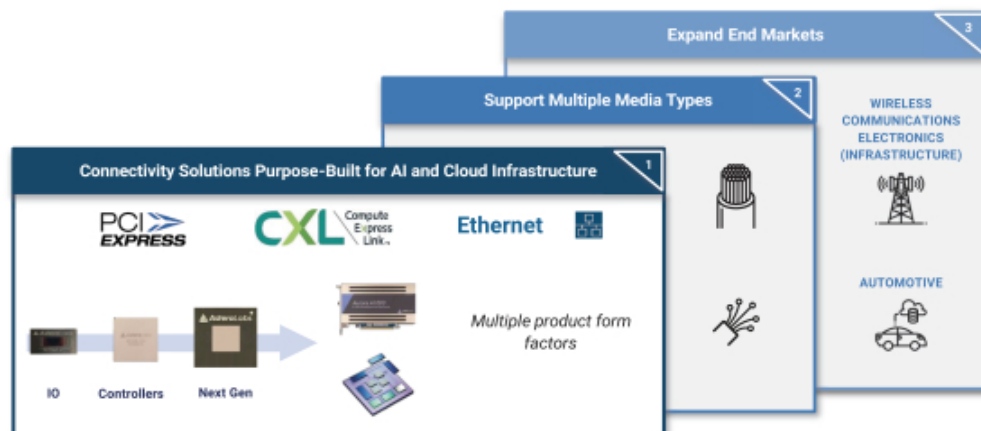 Expand End Markets
3
Support Multiple Media Types
2
WIRELESS
COMMUNICATIONS
ELECTRONICS
(INFRASTRUCTURE)
Connectivity Solutions Purpose-Built for AI and Cloud Infrastructure
1
PCI
EXPRESS
CXL
Compute
Express
Link
Ethernet
AUTOMOTIVE
Multiple product form
factors
IO
Controllers
Next Gen